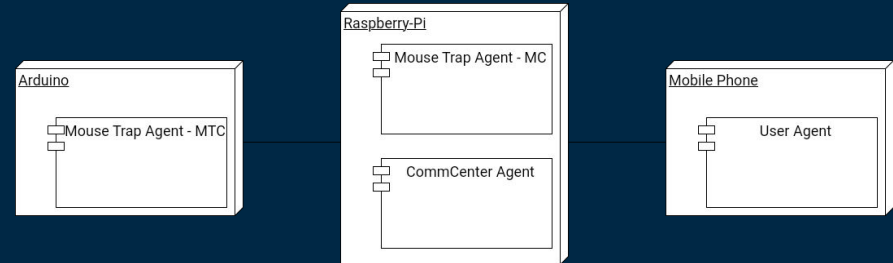 Raspberry-Pi
Mouse Trap Agent - MC
Arduino
Mouse Trap Agent - MTC
CommCenter Agent
Mobile Phone
User Agent